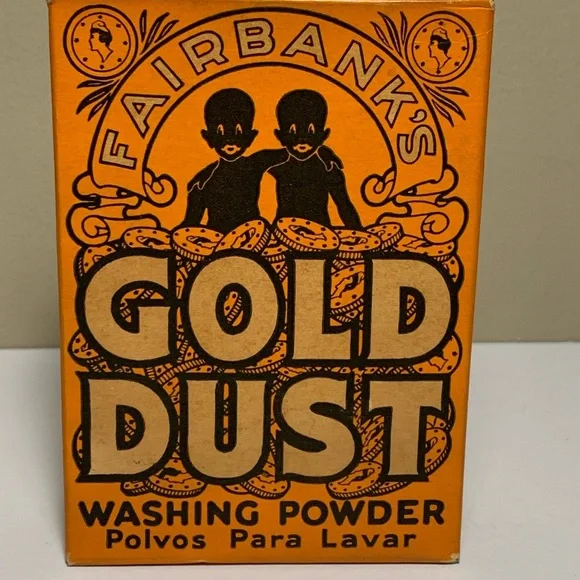 FAIRBANK'S
GOLD
DUST
WASHING POWDER
Polvos Para Lavar